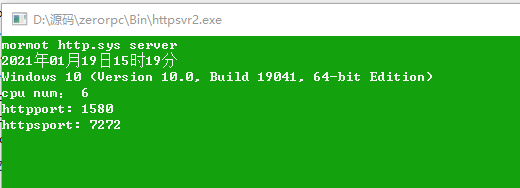 D:\源码\zerorpc\Bin\httpsvr2.exe
mormot http.sys server
2021年01月19日15时19分
Windows 10 (Version 10.0, Build 19041, 64-bit Edition)
cpu num： 6
httpport: 1580
httpsport: 7272